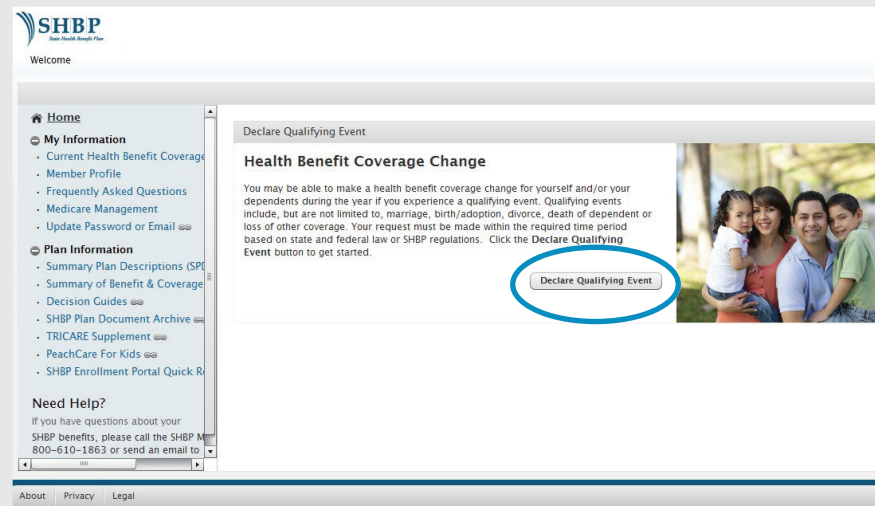 SHBP
State Health Benefit Plan
Welcome
Home
My Information
Current Health Benefit Coverage
Member Profile
Frequently Asked Questions
Medicare Management
Update Password or Email
Plan Information
Summary Plan Descriptions (SPD
Summary of Benefit & Coverage
Decision Guides
SHBP Plan Document Archive
TRICARE Supplement
PeachCare For Kids
SHBP Enrollment Portal Quick Re
Need Help?
If you have questions about your
SHBP benefits, please call the SHBP M
800-610-1863 or send an email to
Declare Qualifying Event
Health Benefit Coverage Change
You may be able to make a health benefit coverage change for yourself and/or your
dependents during the year if you experience a qualifying event. Qualifying events
include, but are not limited to, marriage, birth/adoption, divorce, death of dependent or
loss of other coverage. Your request must be made within the required time period
based on state and federal law or SHBP regulations. Click the Declare Qualifying
Event button to get started.
Declare Qualifying Event
About Privacy Legal